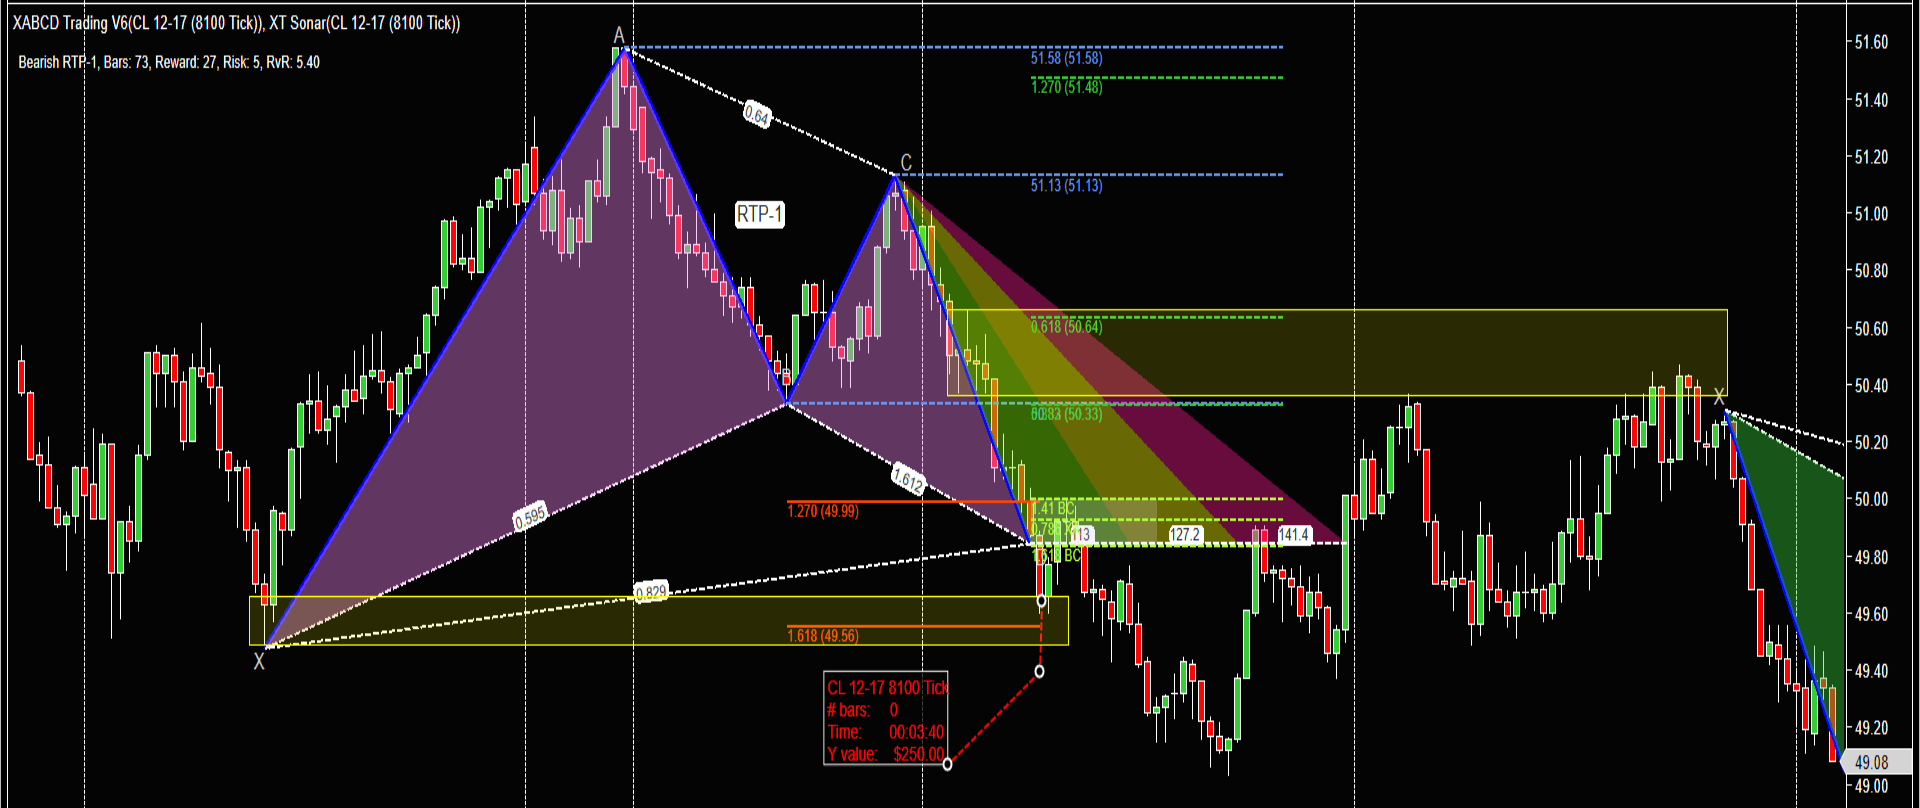 XABCD Trading V6(CL 12-17 (8100 Tick)), XT Sonar(CL 12-17 (8100 Tick))
Bearish RTP-1, Bars: 73, Reward: 27, Risk: 5, RvR: 5.40
A
51.58 (51.58)
1.270 (51.48)
0.64
C
51.13 (51.13)
RTP-1
0.618 (50.64)
(50.33)
X
1.612
0.595
1.270 (49.99)
1.41 BC
113
127.2
141.4
BC
0.829
1.618 (49.56)
X
CL 12-17 8100 Tick
# bars: 0
Time: 00:03:40
Y value: $250.00
51.60
51.40
51.20
51.00
50.80
50.60
50.40
50.20
50.00
49.80
49.60
49.40
49.20
49.08
49.00